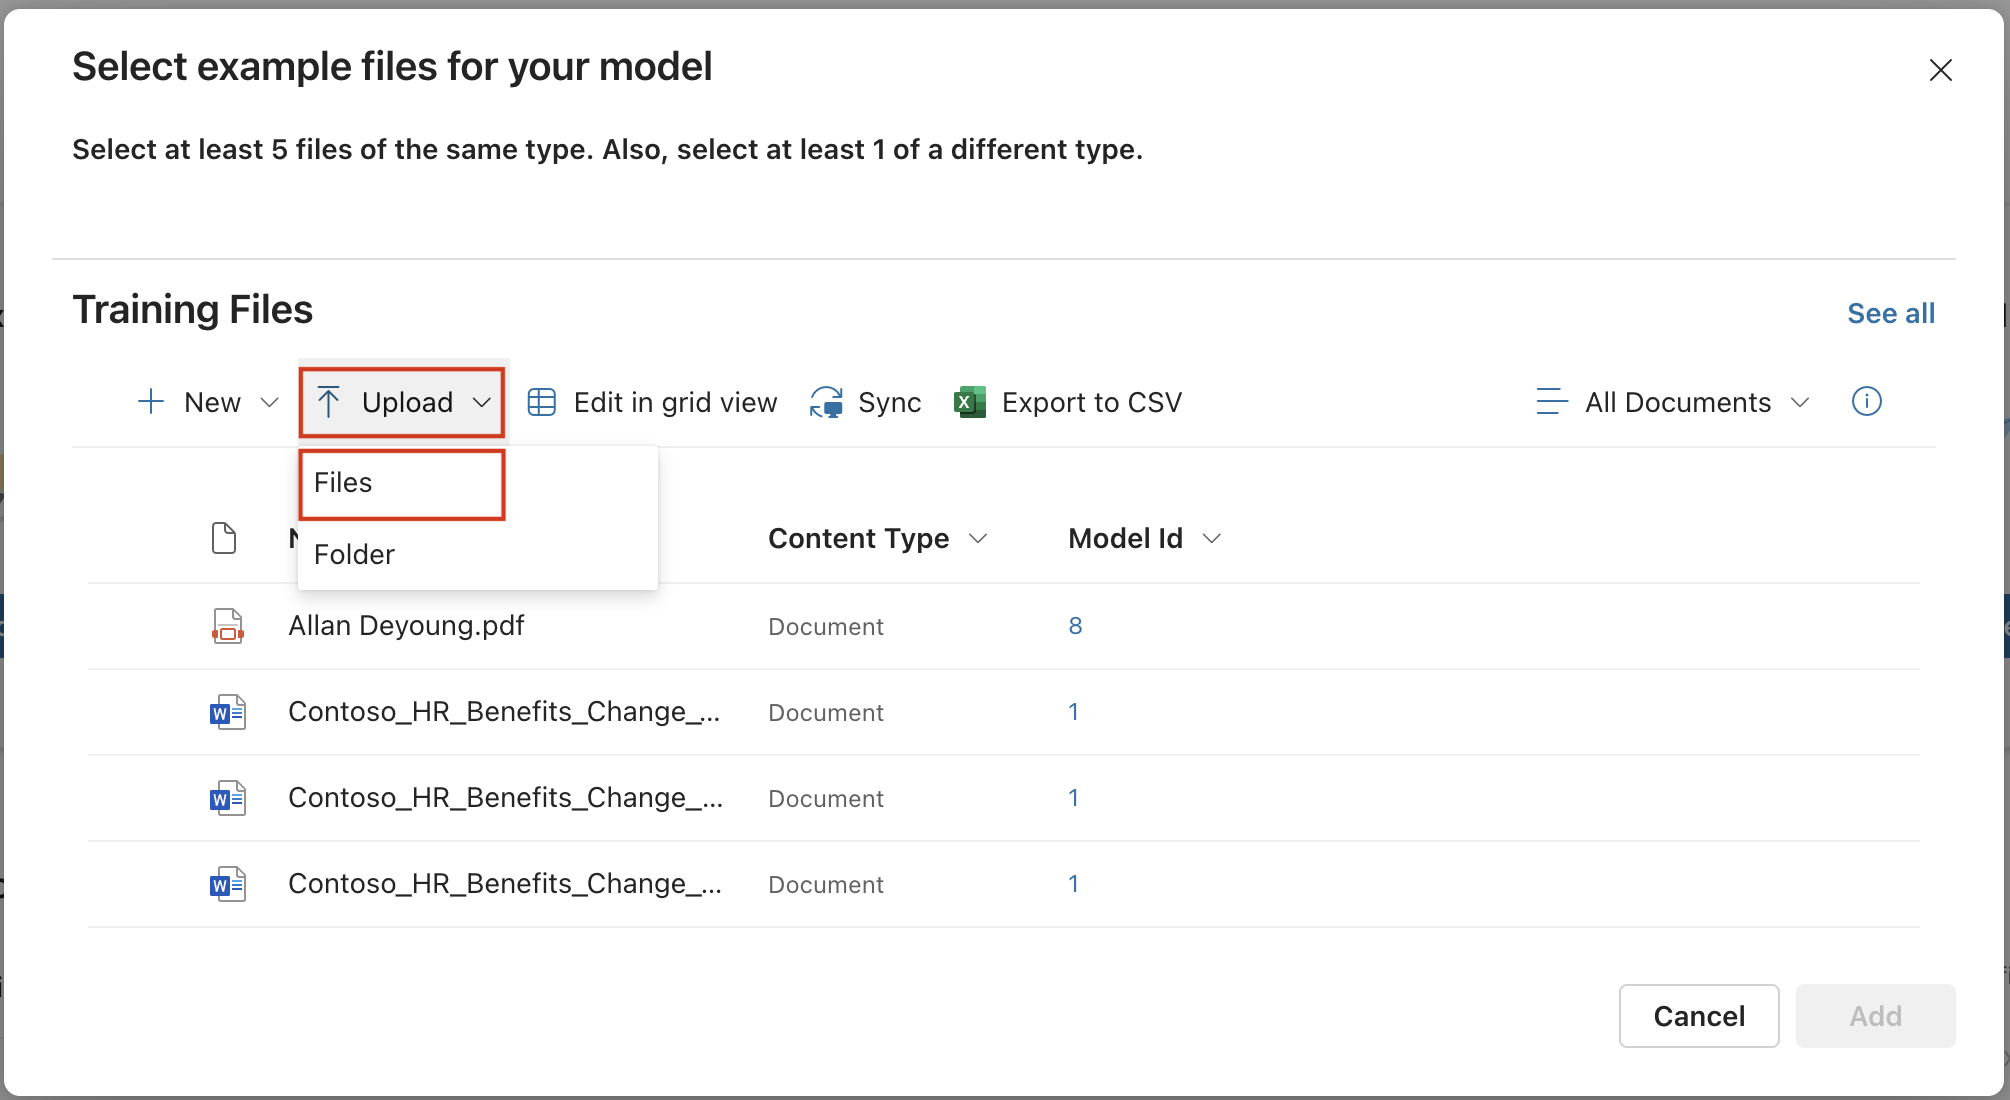 Select example files for your model
Select at least 5 files of the same type. Also, select at least 1 of a different type.
Training Files
See all
New
Upload
Edit in grid view
Sync
Export to CSV
All Documents
Files
Folder
Content Type
Model Id
Allan Deyoung.pdf
Document
8
Contoso_HR_Benefits_Change_...
Document
1
Contoso_HR_Benefits_Change_...
Document
1
Contoso_HR_Benefits_Change_...
Document
1
Cancel
Add